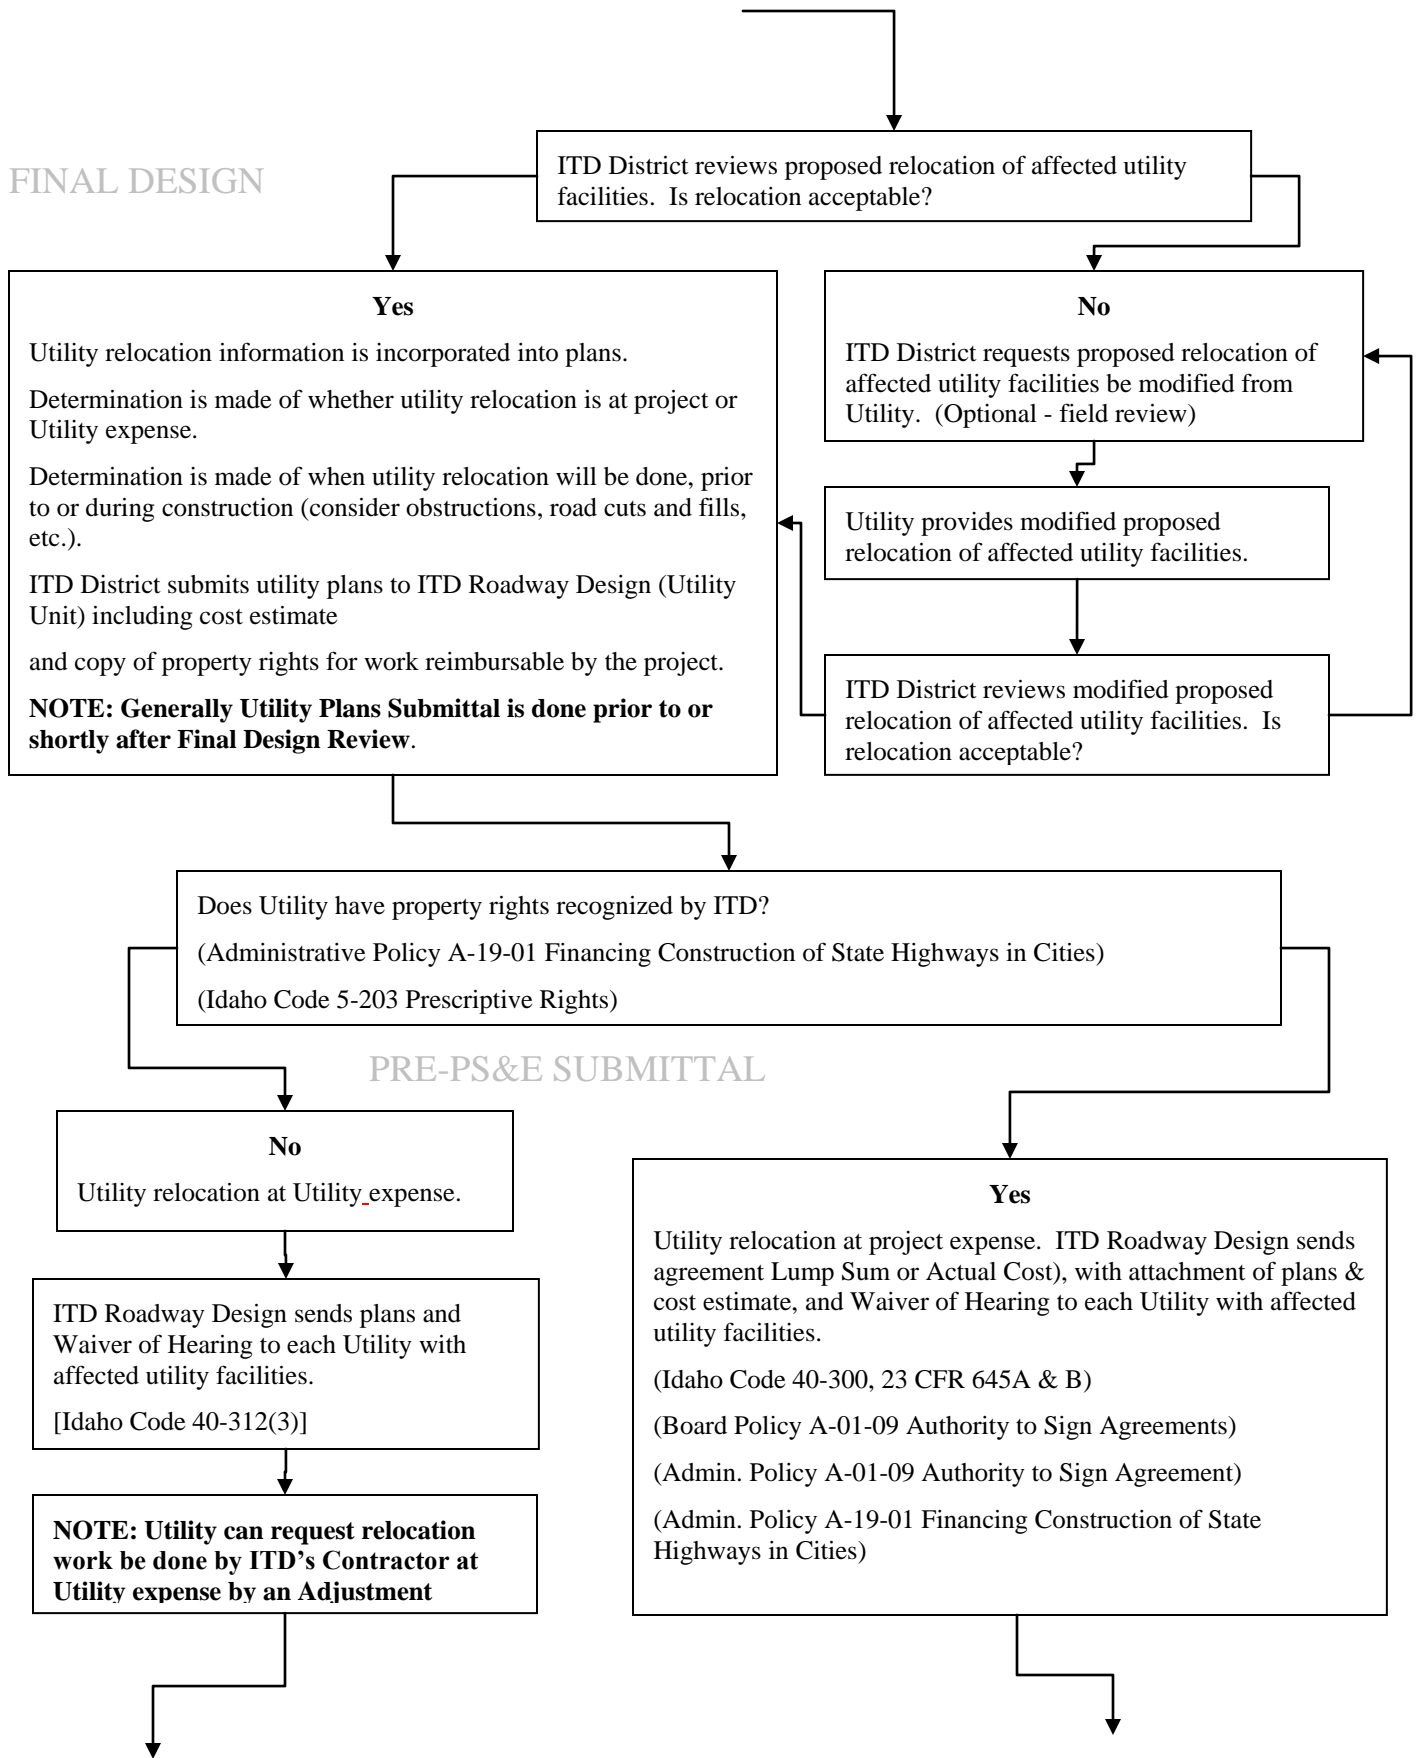 FINAL DESIGN
ITD District reviews proposed relocation of affected utility
facilities.  Is relocation acceptable?
Yes
Utility relocation information is incorporated into plans.
Determination is made of whether utility relocation is at project or
Utility expense.
Determination is made of when utility relocation will be done, prior
to or during construction (consider obstructions, road cuts and fills,
etc.).
ITD District submits utility plans to ITD Roadway Design (Utility
Unit) including cost estimate
and copy of property rights for work reimbursable by the project.
NOTE: Generally Utility Plans Submittal is done prior to or
shortly after Final Design Review.
No
ITD District requests proposed relocation of
affected utility facilities be modified from
Utility.  (Optional - field review)
Utility provides modified proposed
relocation of affected utility facilities.
ITD District reviews modified proposed
relocation of affected utility facilities.  Is
relocation acceptable?
Does Utility have property rights recognized by ITD?
(Administrative Policy A-19-01 Financing Construction of State Highways in Cities)
(Idaho Code 5-203 Prescriptive Rights)
PRE-PS&E SUBMITTAL
No
Utility relocation at Utility expense.
ITD Roadway Design sends plans and
Waiver of Hearing to each Utility with
affected utility facilities.
[Idaho Code 40-312(3)]
NOTE: Utility can request relocation
work be done by ITD’s Contractor at
Utility expense by an Adjustment
Yes
Utility relocation at project expense.  ITD Roadway Design sends
agreement Lump Sum or Actual Cost), with attachment of plans &
cost estimate, and Waiver of Hearing to each Utility with affected
utility facilities.
(Idaho Code 40-300, 23 CFR 645A & B)
(Board Policy A-01-09 Authority to Sign Agreements)
(Admin. Policy A-01-09 Authority to Sign Agreement)
(Admin. Policy A-19-01 Financing Construction of State
Highways in Cities)